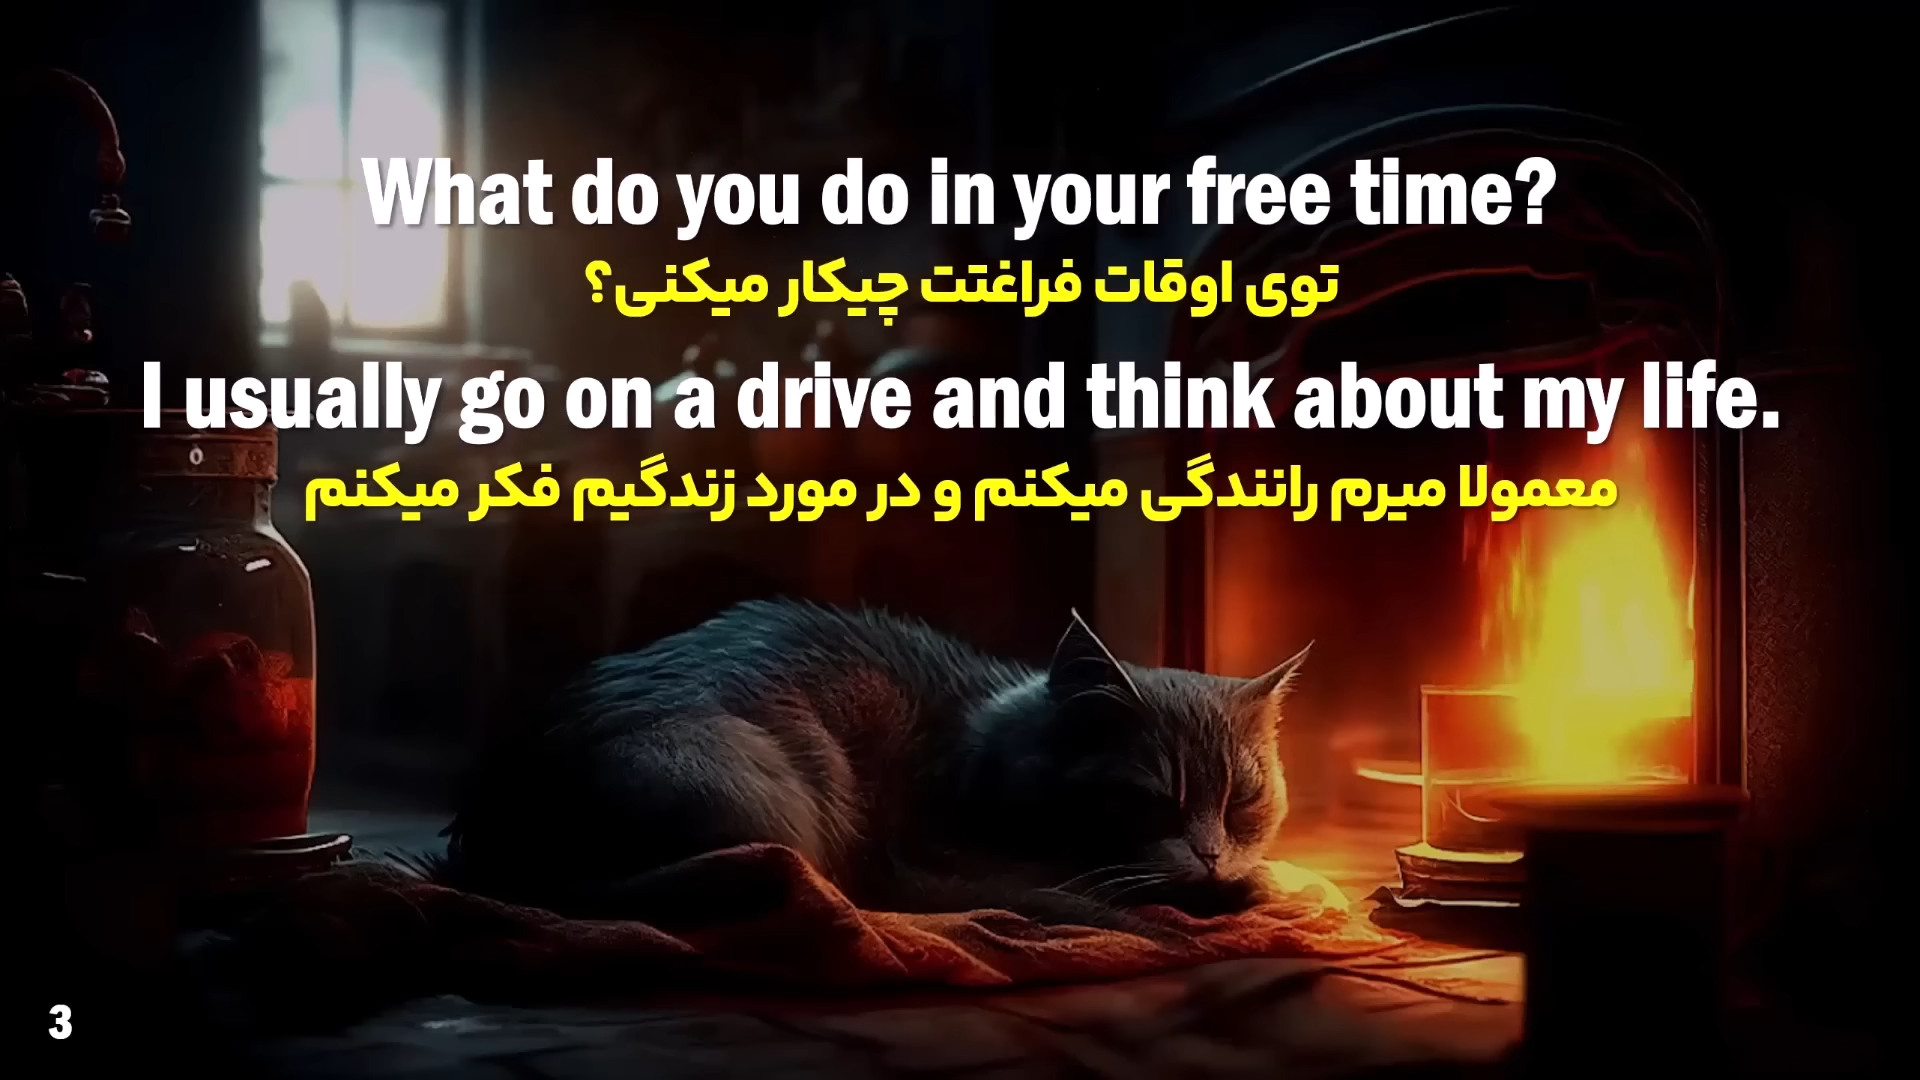 What do you do in your free time?
توی اوقات فراغتت چیکار میکنی؟
I usually go on a drive and think about my life.
معمولا میرم رانندگی میکنم و در مورد زندگیم فکر میکنم
3